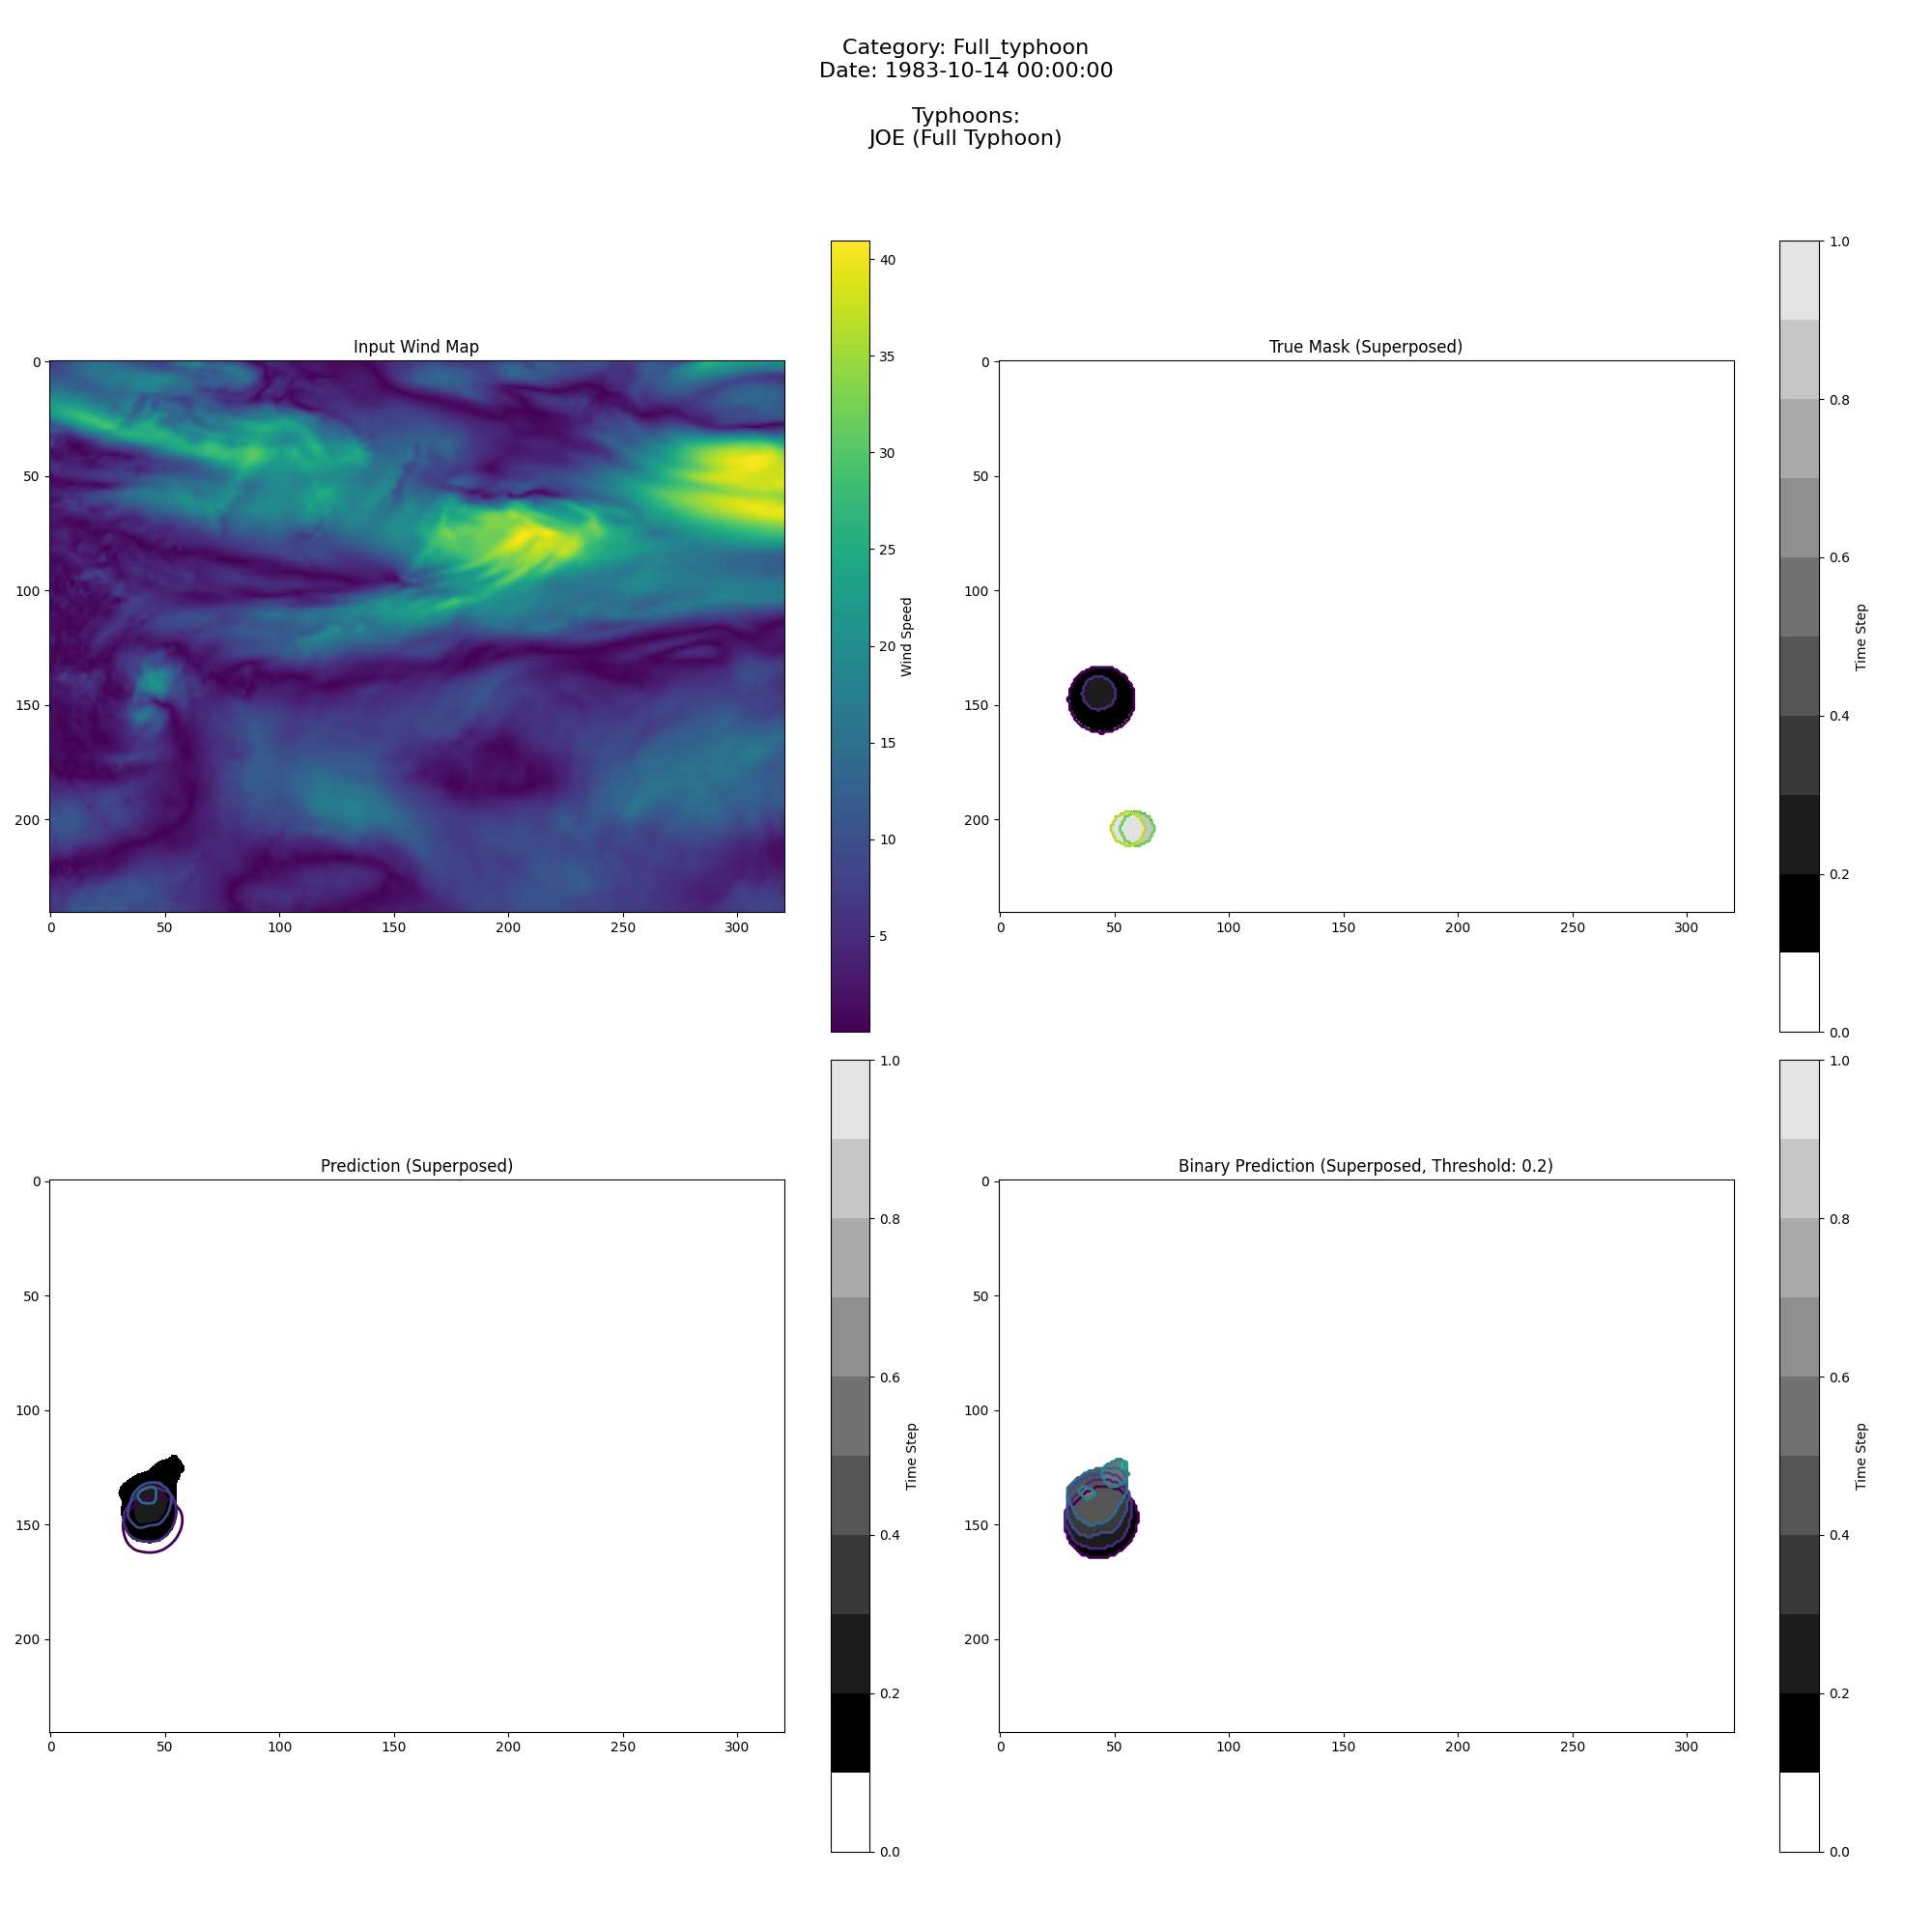 Category: Full_typhoon
Date: 1983-10-14 00:00:00
Typhoons:
JOE (Full Typhoon)
Input Wind Map
0
50
100
150
200
0 50 100 150 200 250 300
40
35
30
25
20
15
10
5
Wind Speed
True Mask (Superposed)
0
50
100
150
200
0 50 100 150 200 250 300
1.0
0.8
0.6
0.4
0.2
0.0
Time Step
Prediction (Superposed)
0
50
100
150
200
0 50 100 150 200 250 300
1.0
0.8
0.6
0.4
0.2
0.0
Time Step
Binary Prediction (Superposed, Threshold: 0.2)
0
50
100
150
200
0 50 100 150 200 250 300
1.0
0.8
0.6
0.4
0.2
0.0
Time Step